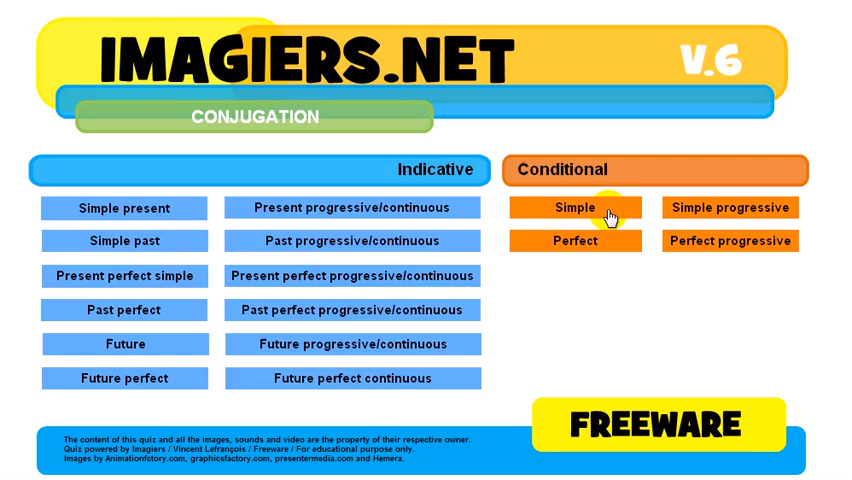 IMAGIERS.NET
V.6
CONJUGATION
Indicative
Conditional
Simple present
Present progressive/continuous
Simple
Simple progressive
Simple past
Past progressive/continuous
Perfect
Perfect progressive
Present perfect simple
Present perfect progressive/continuous
Past perfect
Past perfect progressive/continuous
Future
Future progressive/continuous
Future perfect
Future perfect continuous
FREEWARE
The content of this quiz and all the images, sounds and video are the property of their respective owner.
Quiz powered by Imagiers / Vincent Lefrançois / Freeware / For educational purpose only.
Images by Animationfotory.com, graphicsfactory.com, presentermedia.com and Hemera.